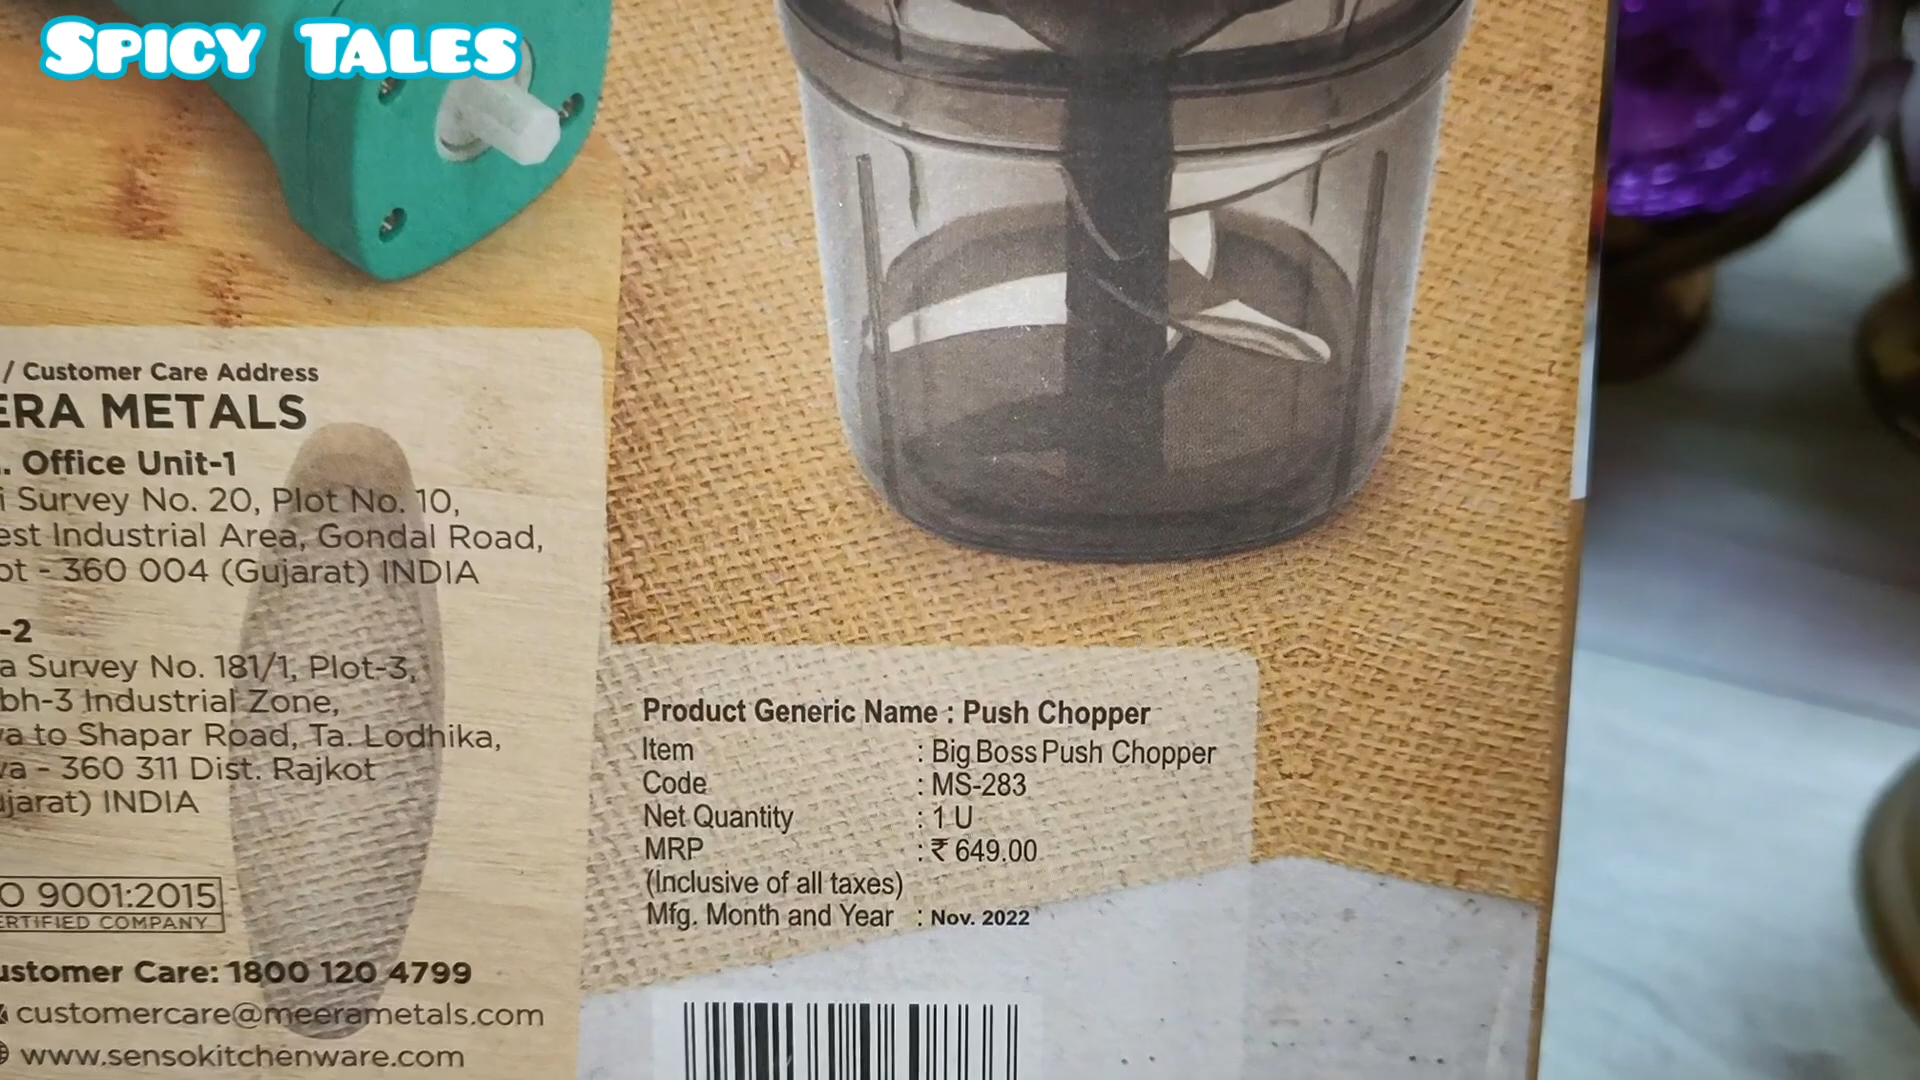 SPICY TALES
/ Customer Care Address
ERA METALS
. Office Unit-1
i Survey No. 20, Plot No. 10,
est Industrial Area, Gondal Road,
ot - 360 004 (Gujarat) INDIA
-2
a Survey No. 181/1, Plot-3,
bh-3 Industrial Zone,
a to Shapar Road, Ta. Lodhika,
va - 360 311 Dist. Rajkot
jarat) INDIA
O 9001:2015
ERTIFIED COMPANY
ustomer Care: 1800 120 4799
customercare@meerametals.com
www.sensokitchenware.com
Product Generic Name : Push Chopper
Item : Big Boss Push Chopper
Code : MS-283
Net Quantity : 1 U
MRP : ₹ 649.00
(Inclusive of all taxes)
Mfg. Month and Year : Nov. 2022